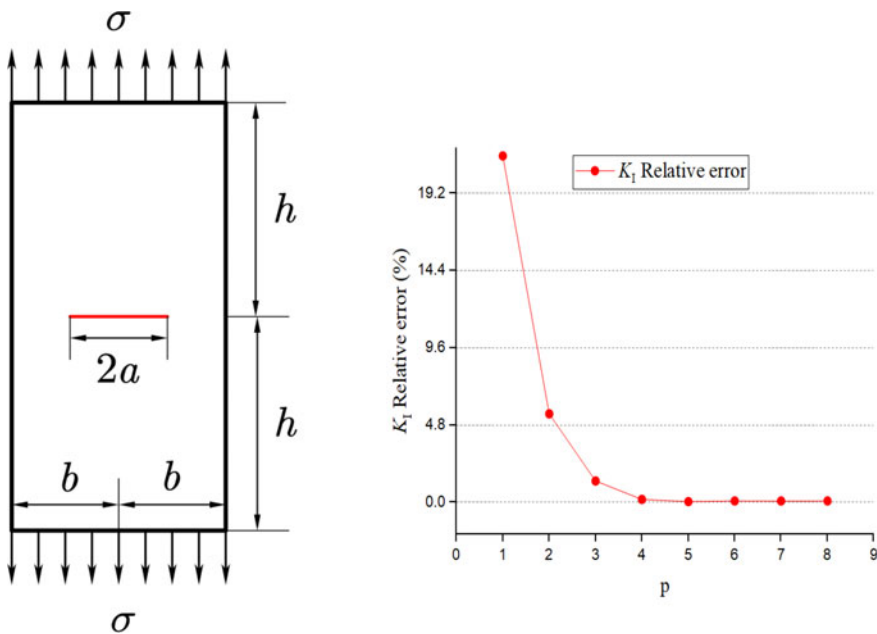 σ
h
2a
h
b b
σ
K_I Relative error
19.2
14.4
9.6
4.8
0.0
K_I Relative error (%)
0 1 2 3 4 5 6 7 8 9
p